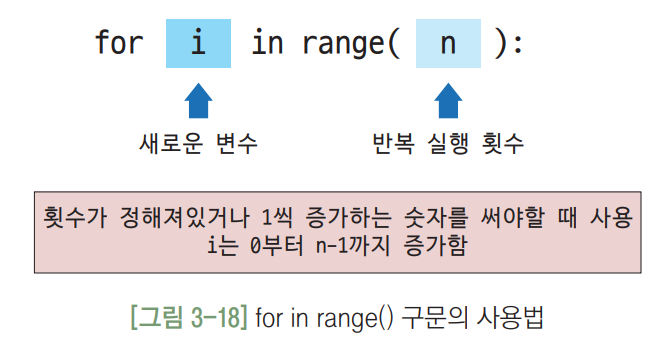 for i in range( n ):
새로운 변수 반복 실행 횟수
횟수가 정해져있거나 1씩 증가하는 숫자를 써야할 때 사용
i는 0부터 n-1까지 증가함
[그림 3-18] for in range() 구문의 사용법